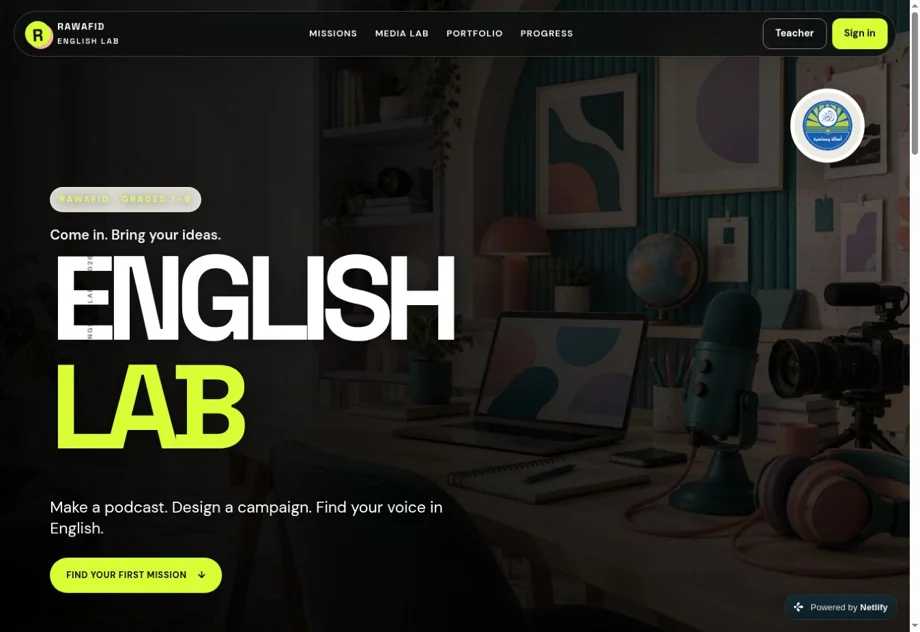 R
RAWAFID
ENGLISH LAB
MISSIONS
MEDIA LAB
PORTFOLIO
PROGRESS
Teacher
Sign in
RAWAFID GRADES 7–9
Come in. Bring your ideas.
ENGLISH
LAB
Make a podcast. Design a campaign. Find your voice in
English.
FIND YOUR FIRST MISSION ↓
Powered by Netlify